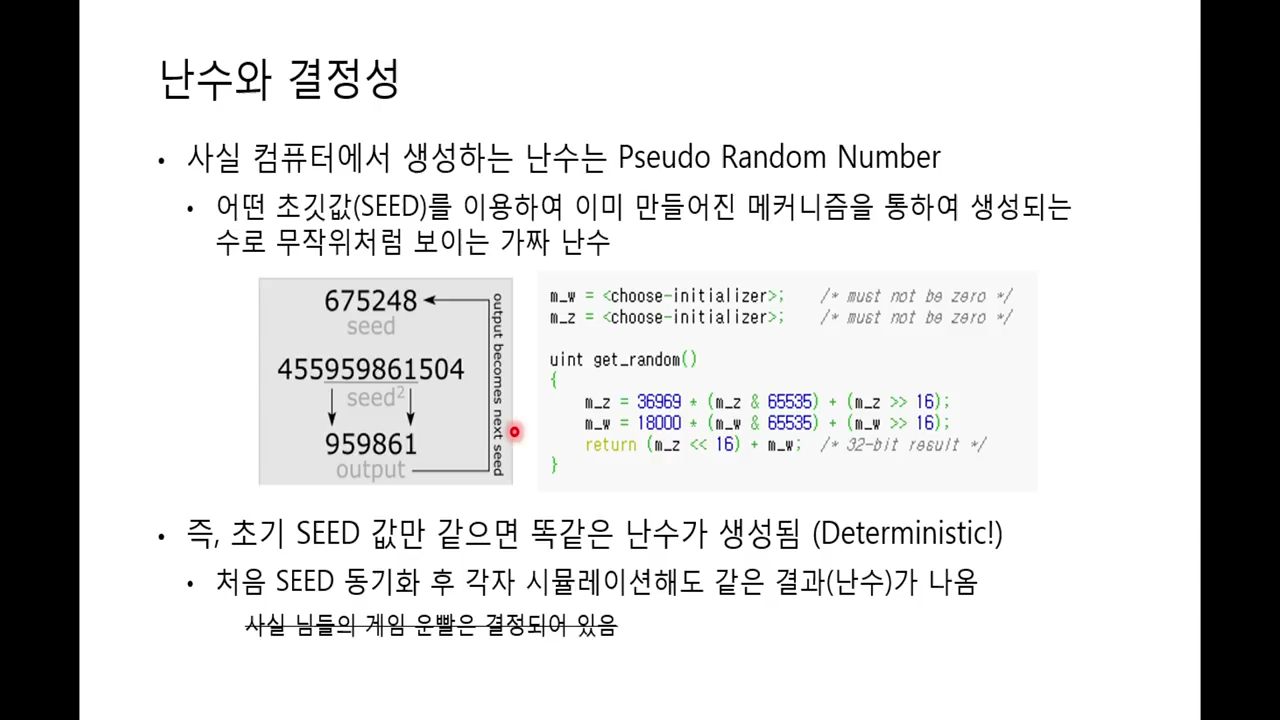 난수와 결정성
• 사실 컴퓨터에서 생성하는 난수는 Pseudo Random Number
• 어떤 초깃값(SEED)를 이용하여 이미 만들어진 메커니즘을 통하여 생성되는
수로 무작위처럼 보이는 가짜 난수
675248
seed
455959861504
seed²
959861
output
output becomes next seed
m_w = <choose-initializer>; /* must not be zero */
m_z = <choose-initializer>; /* must not be zero */
uint get_random()
{
m_z = 36969 * (m_z & 65535) + (m_z >> 16);
m_w = 18000 * (m_w & 65535) + (m_w >> 16);
return (m_z << 16) + m_w; /* 32-bit result */
}
• 즉, 초기 SEED 값만 같으면 똑같은 난수가 생성됨 (Deterministic!)
• 처음 SEED 동기화 후 각자 시뮬레이션해도 같은 결과(난수)가 나옴
사실 님들의 게임 운빨은 결정되어 있음